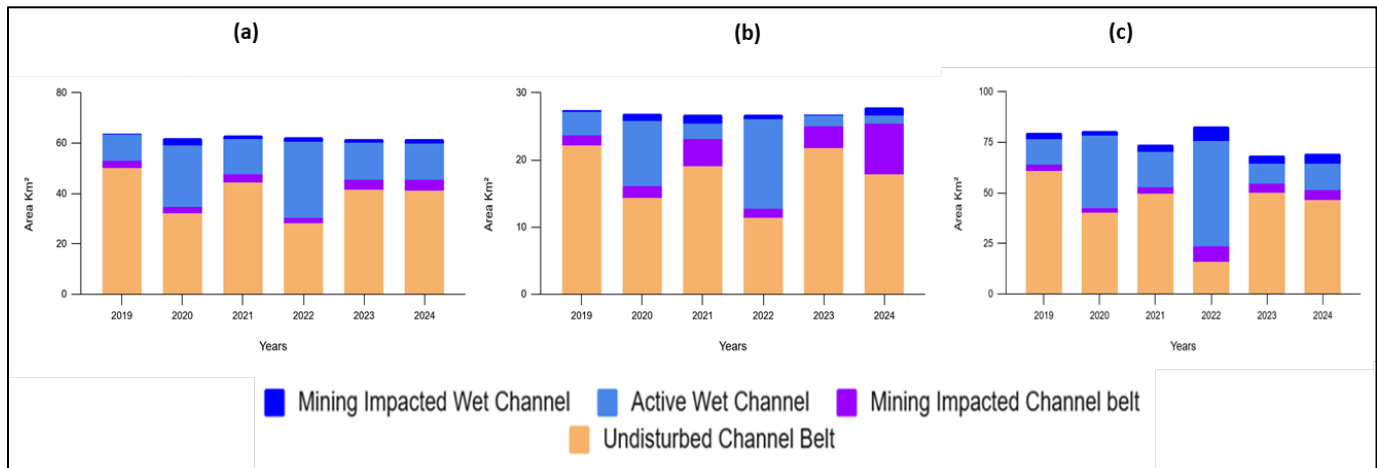 (a)
(b)
(c)
Area Km²
80
60
40
20
0
2019 2020 2021 2022 2023 2024
Years
Area Km²
30
20
10
0
2019 2020 2021 2022 2023 2024
Years
Area Km²
100
75
50
25
0
2019 2020 2021 2022 2023 2024
Years
Mining Impacted Wet Channel Active Wet Channel Mining Impacted Channel belt
Undisturbed Channel Belt